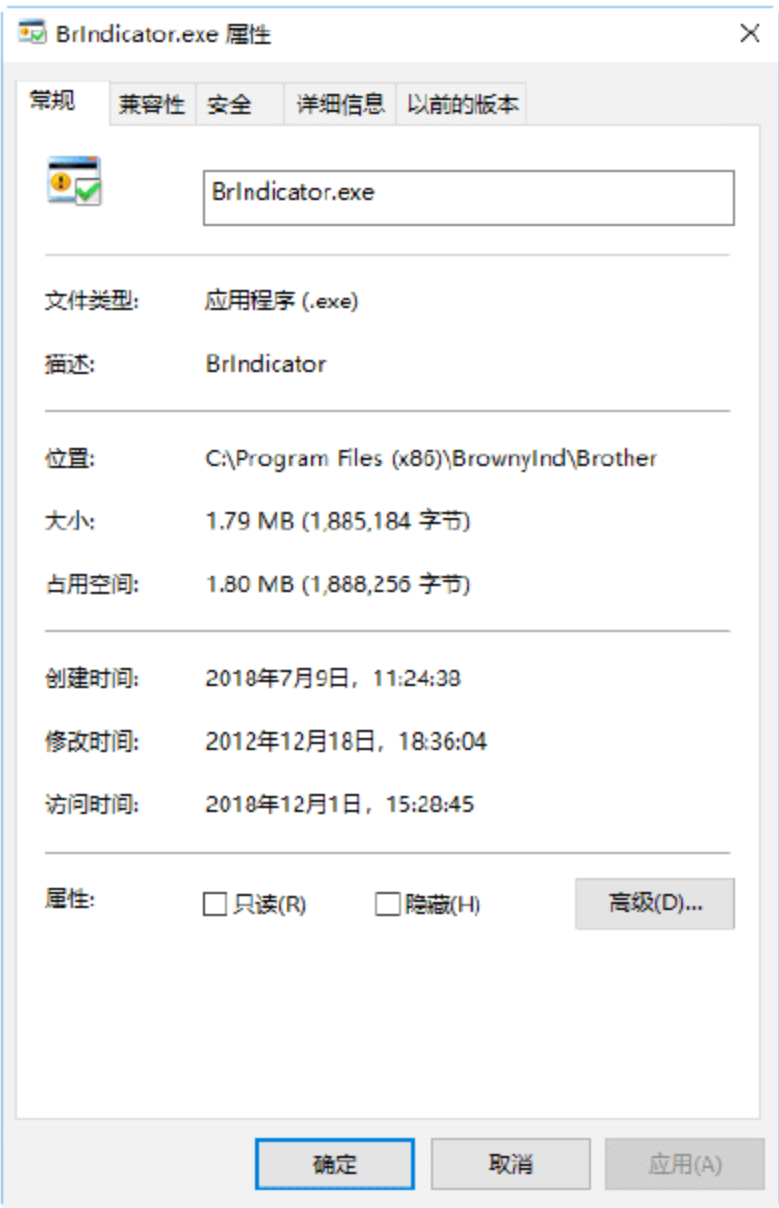 BrIndicator.exe 属性
常规 兼容性 安全 详细信息 以前的版本
BrIndicator.exe
文件类型: 应用程序 (.exe)
描述: BrIndicator
位置: C:\Program Files (x86)\BrownyInd\Brother
大小: 1.79 MB (1,885,184 字节)
占用空间: 1.80 MB (1,888,256 字节)
创建时间: 2018年7月9日，11:24:38
修改时间: 2012年12月18日，18:36:04
访问时间: 2018年12月1日，15:28:45
属性: 只读(R) 隐藏(H) 高级(D)...
确定 取消 应用(A)